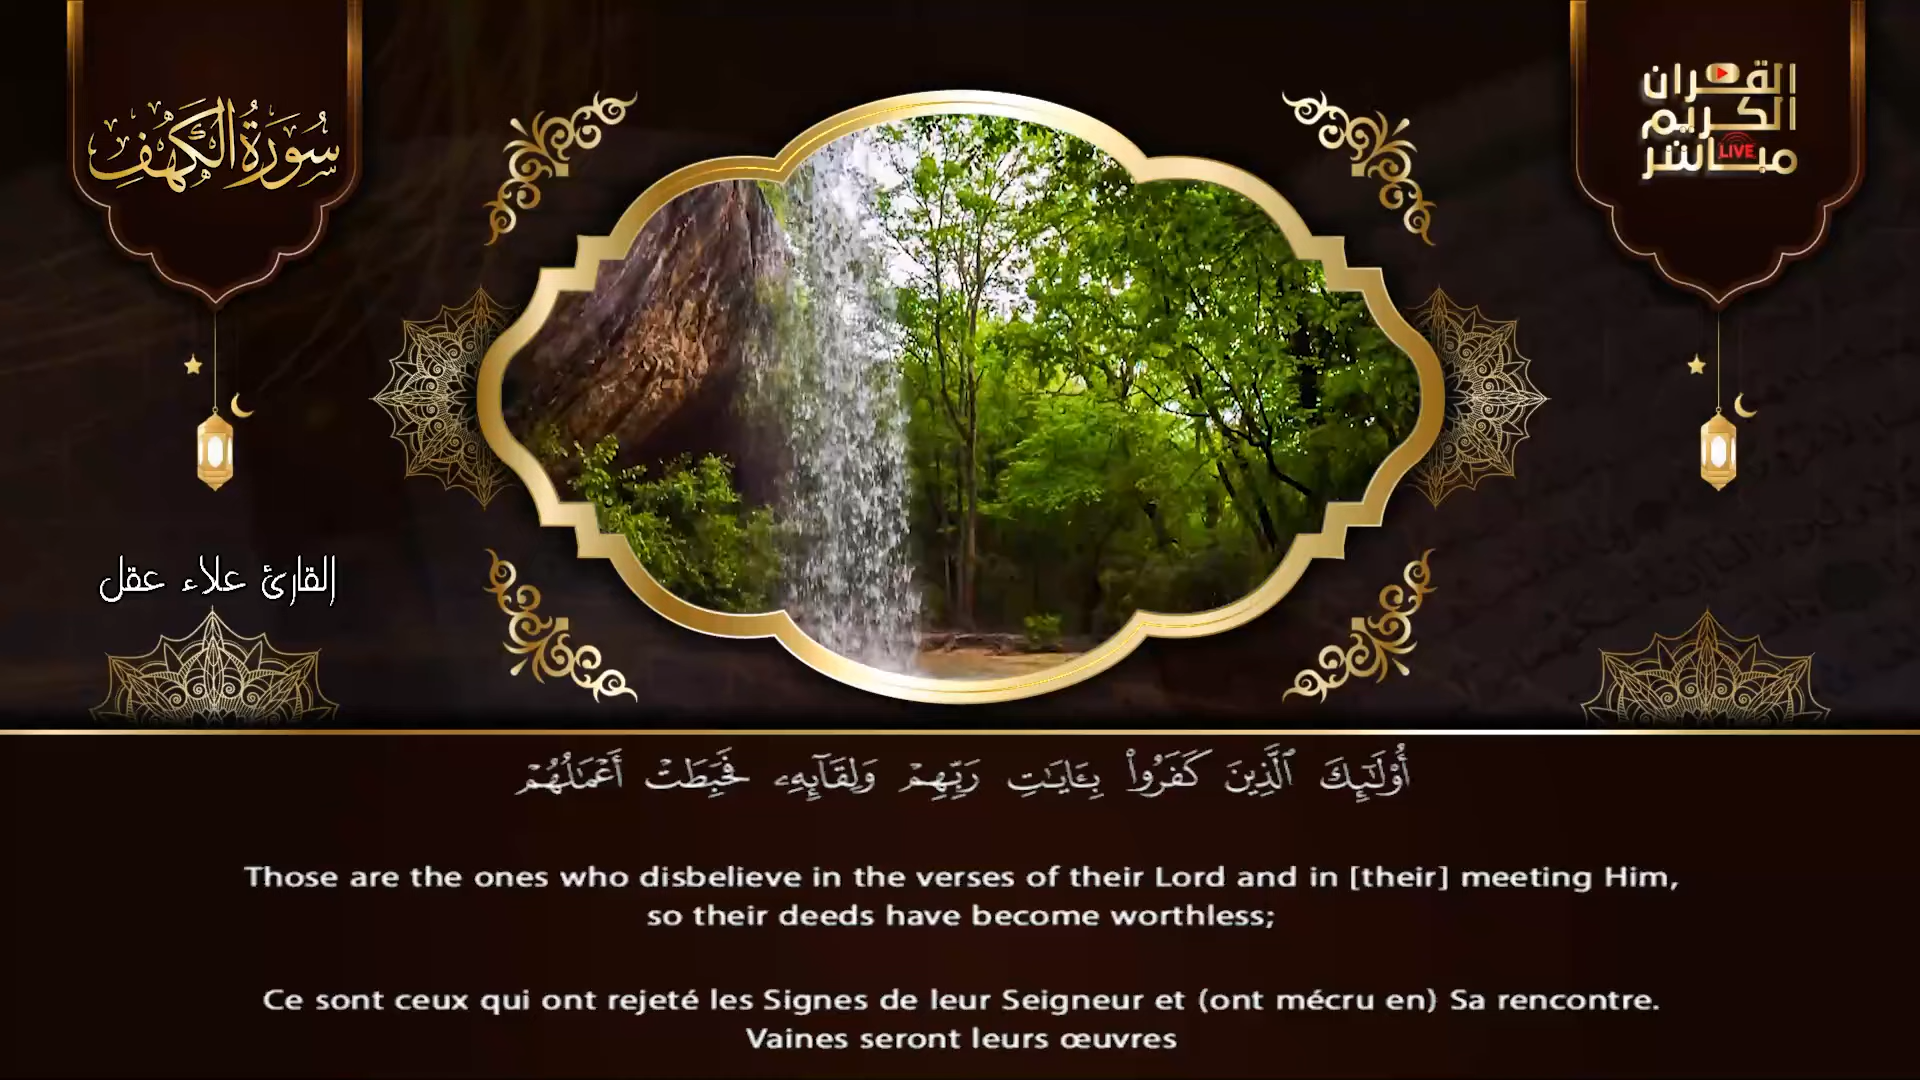 سُورَةُ الكَهْفِ
القرآن
الكريم
مباشر
LIVE
القارئ علاء عقل
أُو۟لَـٰٓئِكَ ٱلَّذِينَ كَفَرُوا۟ بِـَٔايَـٰتِ رَبِّهِمْ وَلِقَآئِهِۦ فَحَبِطَتْ أَعْمَـٰلُهُمْ
Those are the ones who disbelieve in the verses of their Lord and in [their] meeting Him,
so their deeds have become worthless;
Ce sont ceux qui ont rejeté les Signes de leur Seigneur et (ont mécru en) Sa rencontre.
Vaines seront leurs œuvres